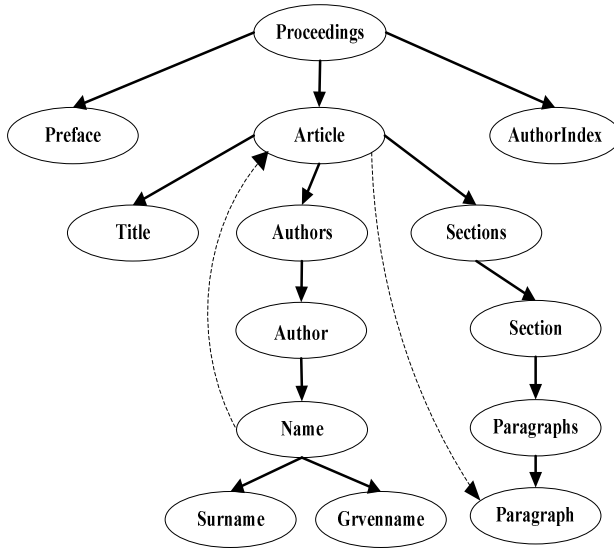 Proceedings
Preface
Article
AuthorIndex
Title
Authors
Sections
Author
Section
Name
Paragraphs
Surname
Grvenname
Paragraph